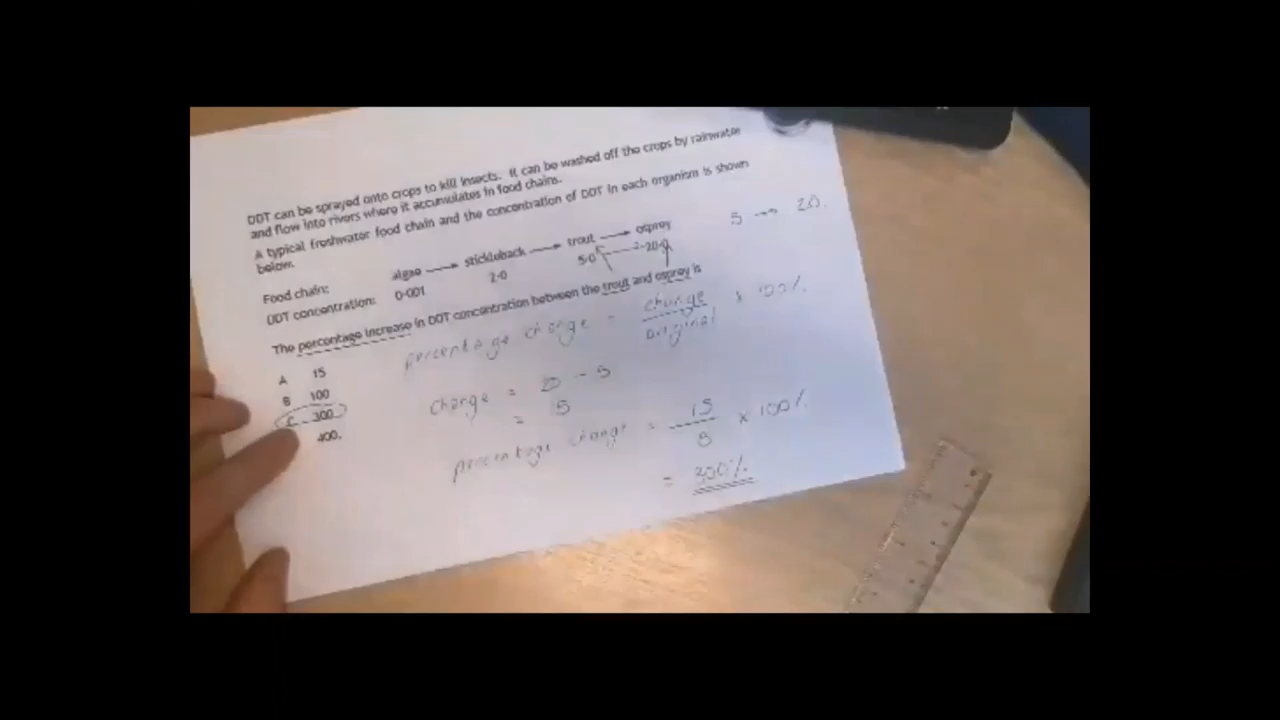 DDT can be sprayed onto crops to kill insects. It can be washed off the crops by rainwater
and flow into rivers where it accumulates in food chains.
A typical freshwater food chain and the concentration of DDT in each organism is shown
below.
5 → 20.
Food chain: algae → stickleback → trout → osprey
DDT concentration: 0·001 2·0 5·0 20·0
The percentage increase in DDT concentration between the trout and osprey is
A 15
B 100
C 300
400.
percentage change = change / original × 100%
change = 20 - 5
= 15
percentage change = 15 / 5 × 100%
= 300%